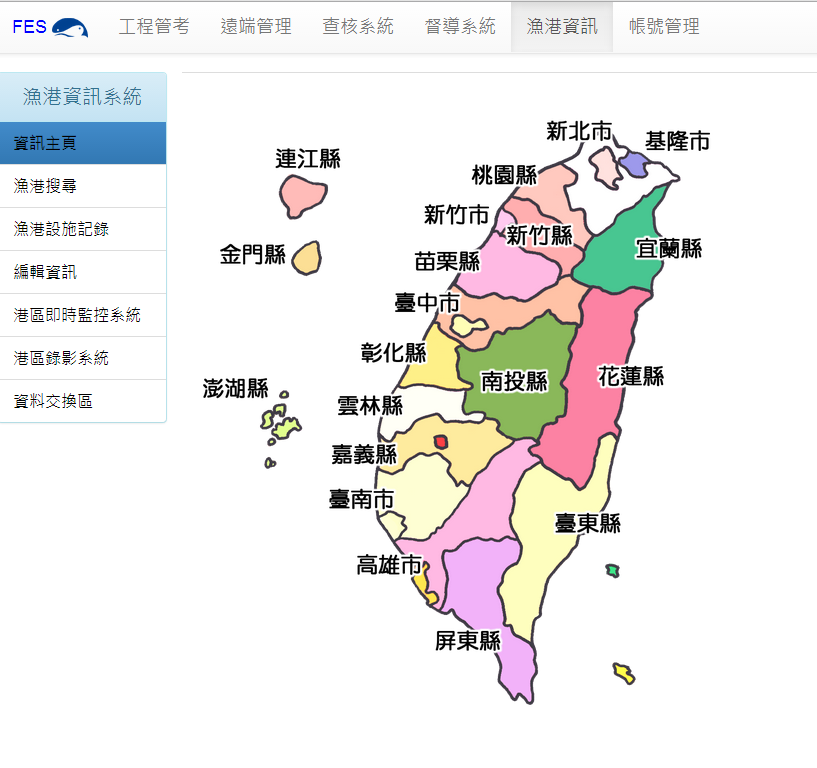 FES 工程管考 遠端管理 查核系統 督導系統 漁港資訊 帳號管理
漁港資訊系統
資訊主頁
漁港搜尋
漁港設施記錄
編輯資訊
港區即時監控系統
港區錄影系統
資料交換區
新北市
基隆市
連江縣
桃園縣
新竹市
新竹縣
宜蘭縣
金門縣
苗栗縣
臺中市
彰化縣
南投縣
花蓮縣
澎湖縣
雲林縣
嘉義縣
臺南市
臺東縣
高雄市
屏東縣